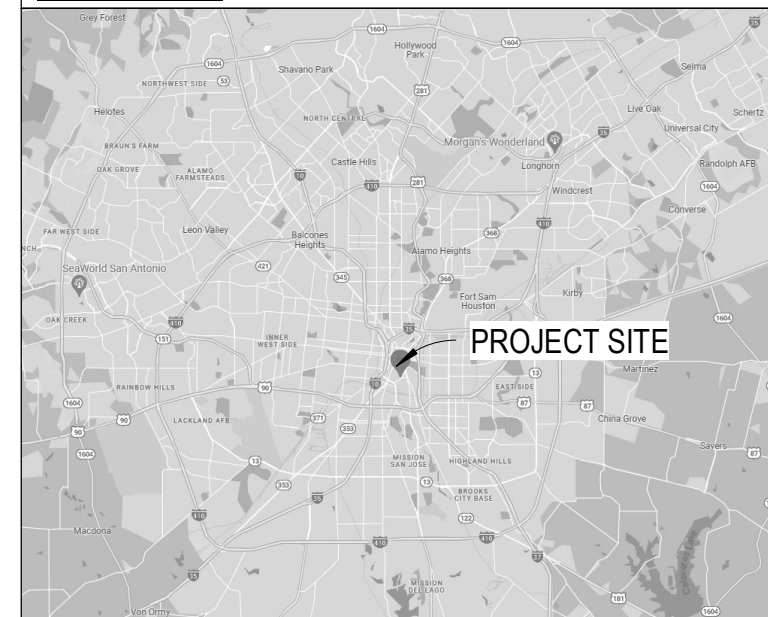 Grey Forest
35
1604
Hollywood
Park
1604
Shavano Park
1604
Selma
NORTHWEST SIDE
53
281
Helotes
Live Oak
Schertz
NORTH CENTRAL
Universal City
35
BRAUN'S FARM
Morgan's Wonderland
Castle Hills
Longhorn
Randolph AFB
OAK GROVE
ALAMO
FARMSTEADS
10
410
281
1604
Windcrest
Converse
410
FAR WEST SIDE
Leon Valley
Balcones
Heights
368
Alamo Heights
SeaWorld San Antonio
421
345
368
Fort Sam
Houston
Kirby
OAK CREEK
410
1604
151
35
INNER
WEST SIDE
PROJECT SITE
Martinez
10
13
RAINBOW HILLS
90
EAST SIDE
1604
87
87
90
371
China Grove
90
LACKLAND AFB
353
Sayers
1604
87
13
MISSION
SAN JOSE
HIGHLAND HILLS
353
13
35
BROOKS
CITY BASE
Macdona
410
122
410
410
37
35
MISSION
DEL LAGO
181
Von Ormy
1604